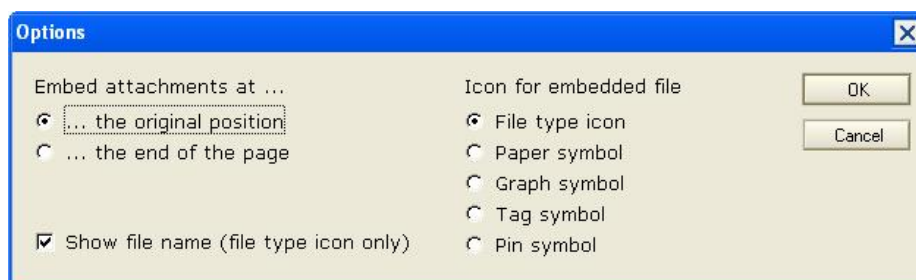 Options
Embed attachments at ...
... the original position
... the end of the page
Show file name (file type icon only)
Icon for embedded file
File type icon
Paper symbol
Graph symbol
Tag symbol
Pin symbol
OK
Cancel